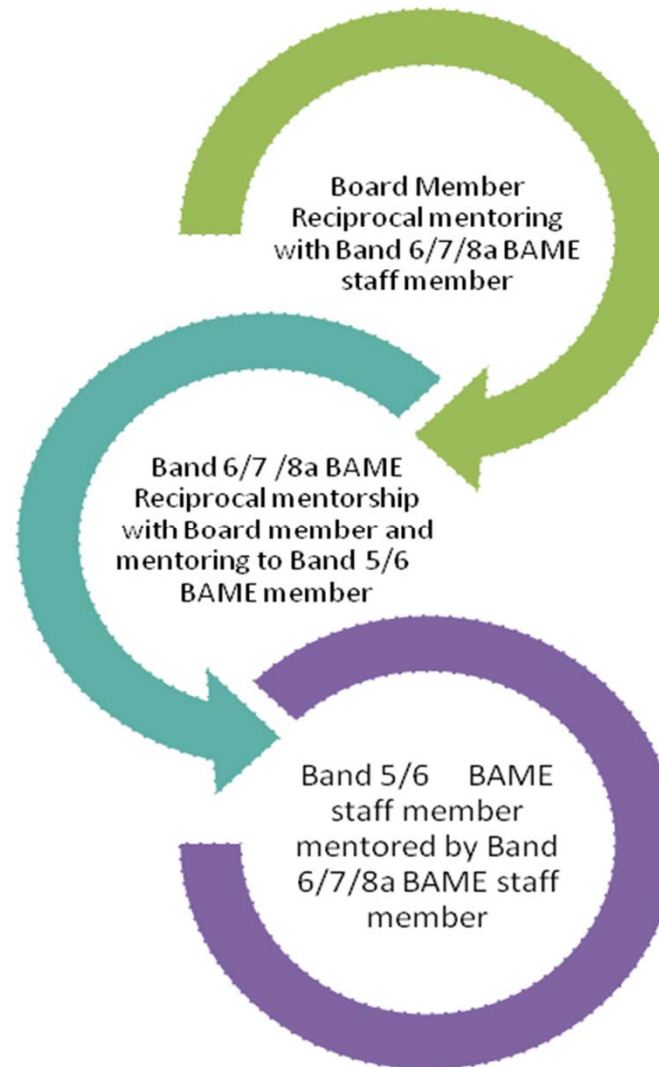 Board Member
Reciprocal mentoring
with Band 6/7/8a BAME
staff member
Band 6/7 /8a BAME
Reciprocal mentorship
with Board member and
mentoring to Band 5/6
BAME member
Band 5/6 BAME
staff member
mentored by Band
6/7/8a BAME staff
member